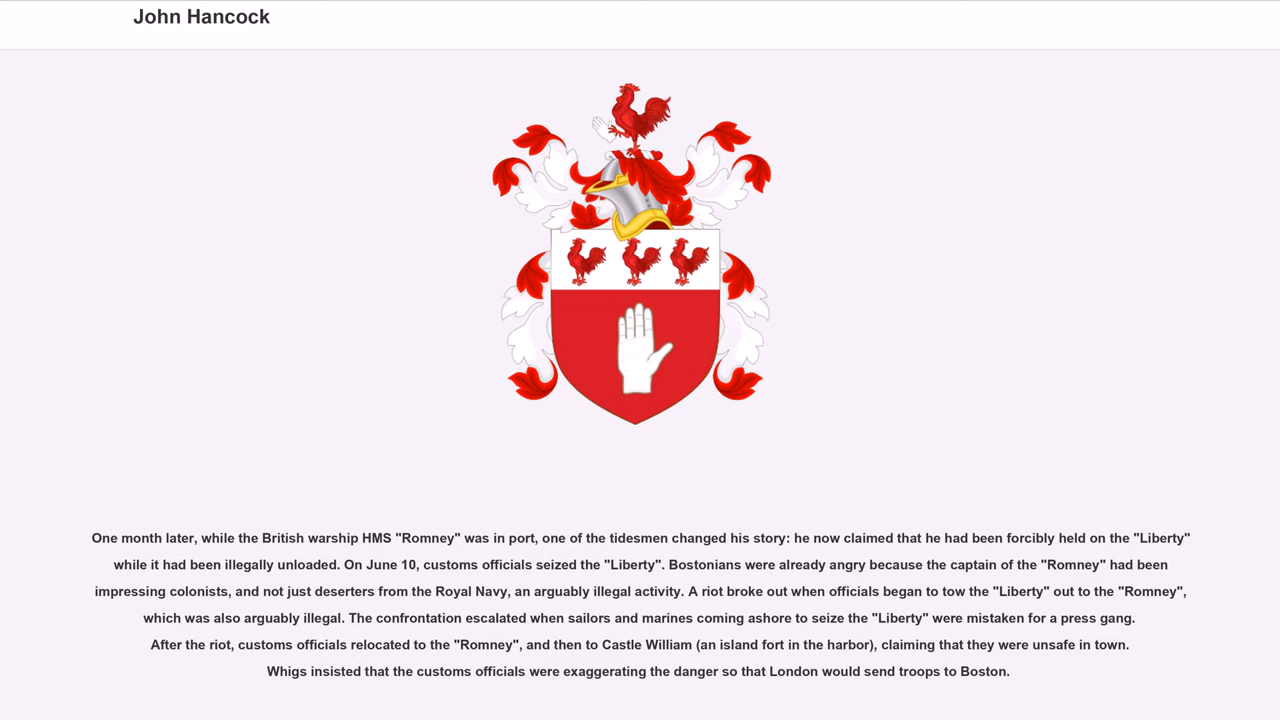 John Hancock
One month later, while the British warship HMS "Romney" was in port, one of the tidesmen changed his story: he now claimed that he had been forcibly held on the "Liberty"
while it had been illegally unloaded. On June 10, customs officials seized the "Liberty". Bostonians were already angry because the captain of the "Romney" had been
impressing colonists, and not just deserters from the Royal Navy, an arguably illegal activity. A riot broke out when officials began to tow the "Liberty" out to the "Romney",
which was also arguably illegal. The confrontation escalated when sailors and marines coming ashore to seize the "Liberty" were mistaken for a press gang.
After the riot, customs officials relocated to the "Romney", and then to Castle William (an island fort in the harbor), claiming that they were unsafe in town.
Whigs insisted that the customs officials were exaggerating the danger so that London would send troops to Boston.